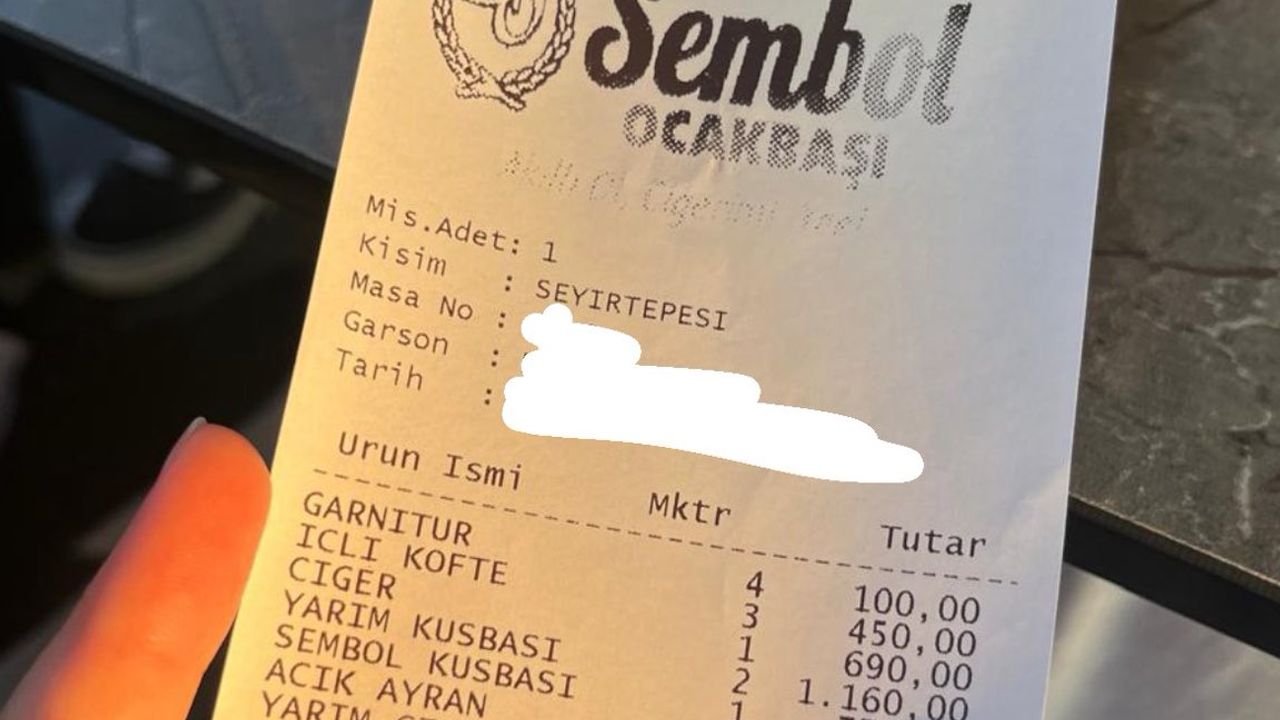 Sembol
OCAKBAŞI
Mis.Adet: 1
Kisim : SEYIRTEPESI
Masa No :
Garson :
Tarih :
Urun Ismi Mktr Tutar
GARNITUR 4 100,00
ICLI KOFTE 3 450,00
CIGER 1 690,00
YARIM KUSBASI 2 1.160,00
SEMBOL KUSBASI 1
ACIK AYRAN
YARIM